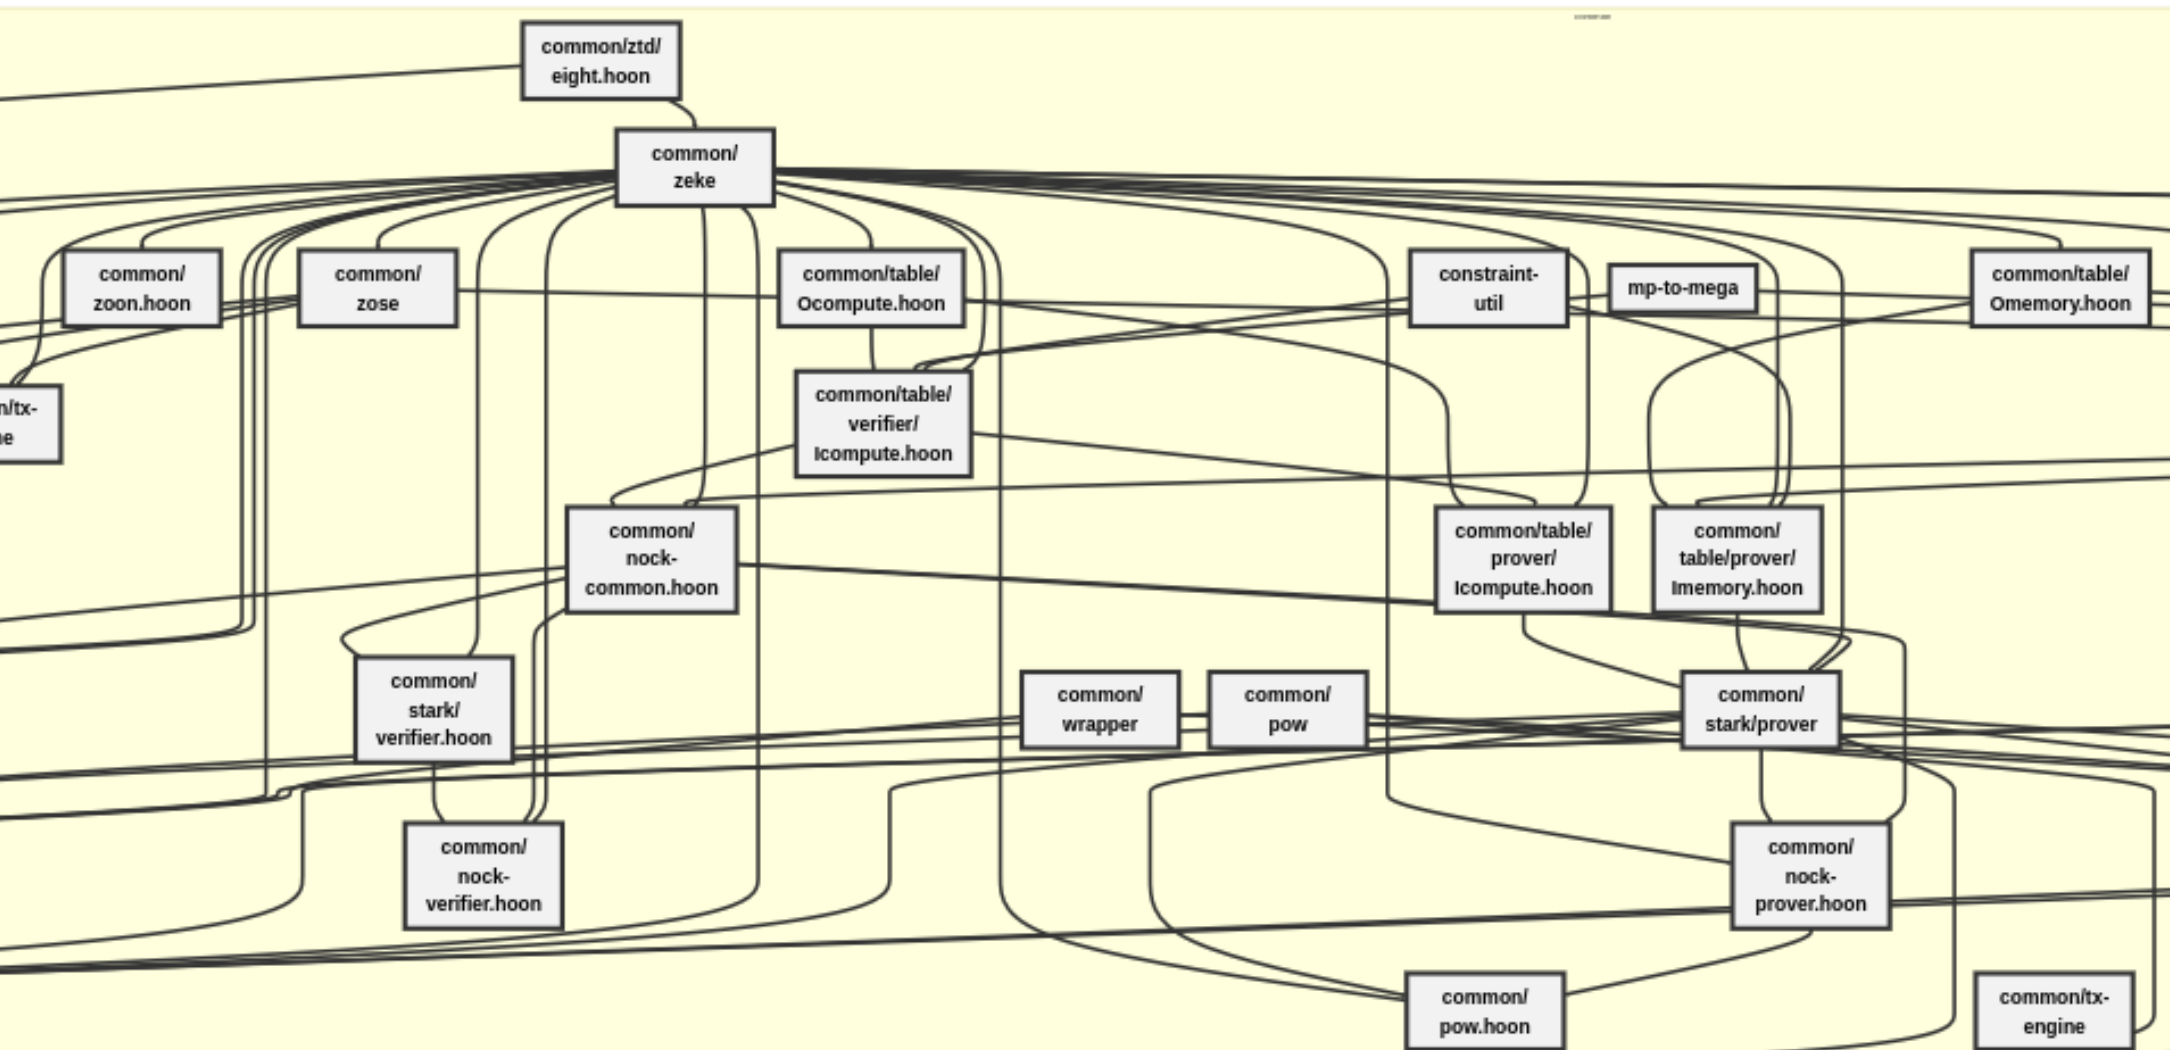 common/ztd/
eight.hoon
common/
zeke
common/
zoon.hoon
common/
zose
common/table/
Ocompute.hoon
constraint-
util
mp-to-mega
common/table/
Omemory.hoon
n/tx-
e
common/table/
verifier/
Icompute.hoon
common/
nock-
common.hoon
common/table/
prover/
Icompute.hoon
common/
table/prover/
Imemory.hoon
common/
stark/
verifier.hoon
common/
wrapper
common/
pow
common/
stark/prover
common/
nock-
verifier.hoon
common/
nock-
prover.hoon
common/
pow.hoon
common/tx-
engine